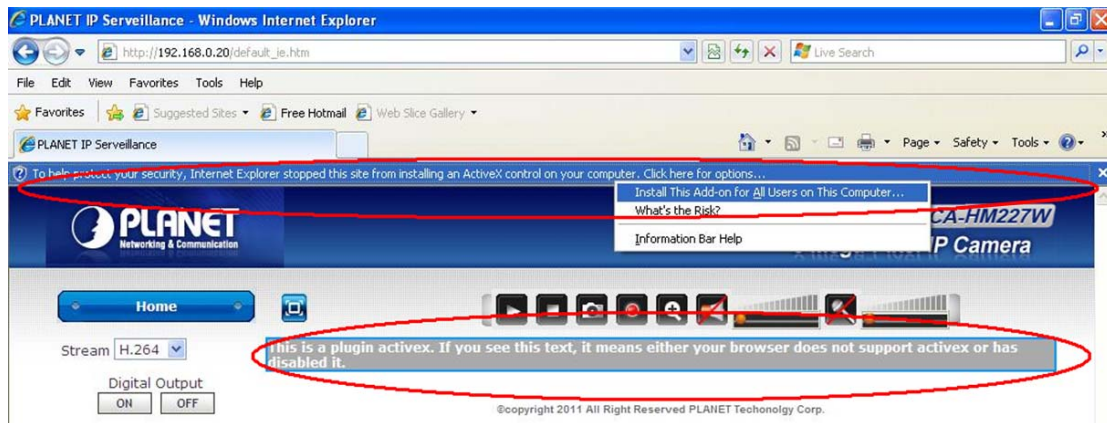 PLANET IP Serveillance - Windows Internet Explorer
http://192.168.0.20/default_ie.htm
Live Search
File Edit View Favorites Tools Help
Favorites Suggested Sites Free Hotmail Web Slice Gallery
PLANET IP Serveillance
Page Safety Tools
To help protect your security, Internet Explorer stopped this site from installing an ActiveX control on your computer. Click here for options...
Install This Add-on for All Users on This Computer...
What's the Risk?
Information Bar Help
PLANET
Networking & Communication
CA-HM227W
IP Camera
Home
Stream H.264
This is a plugin activex. If you see this text, it means either your browser does not support activex or has
disabled it.
Digital Output
ON OFF
©copyright 2011 All Right Reserved PLANET Techonolgy Corp.